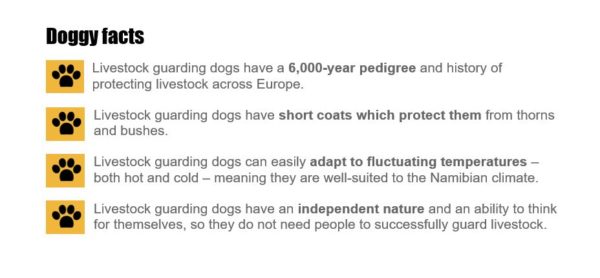 Doggy facts
Livestock guarding dogs have a 6,000-year pedigree and history of
protecting livestock across Europe.
Livestock guarding dogs have short coats which protect them from thorns
and bushes.
Livestock guarding dogs can easily adapt to fluctuating temperatures –
both hot and cold – meaning they are well-suited to the Namibian climate.
Livestock guarding dogs have an independent nature and an ability to think
for themselves, so they do not need people to successfully guard livestock.